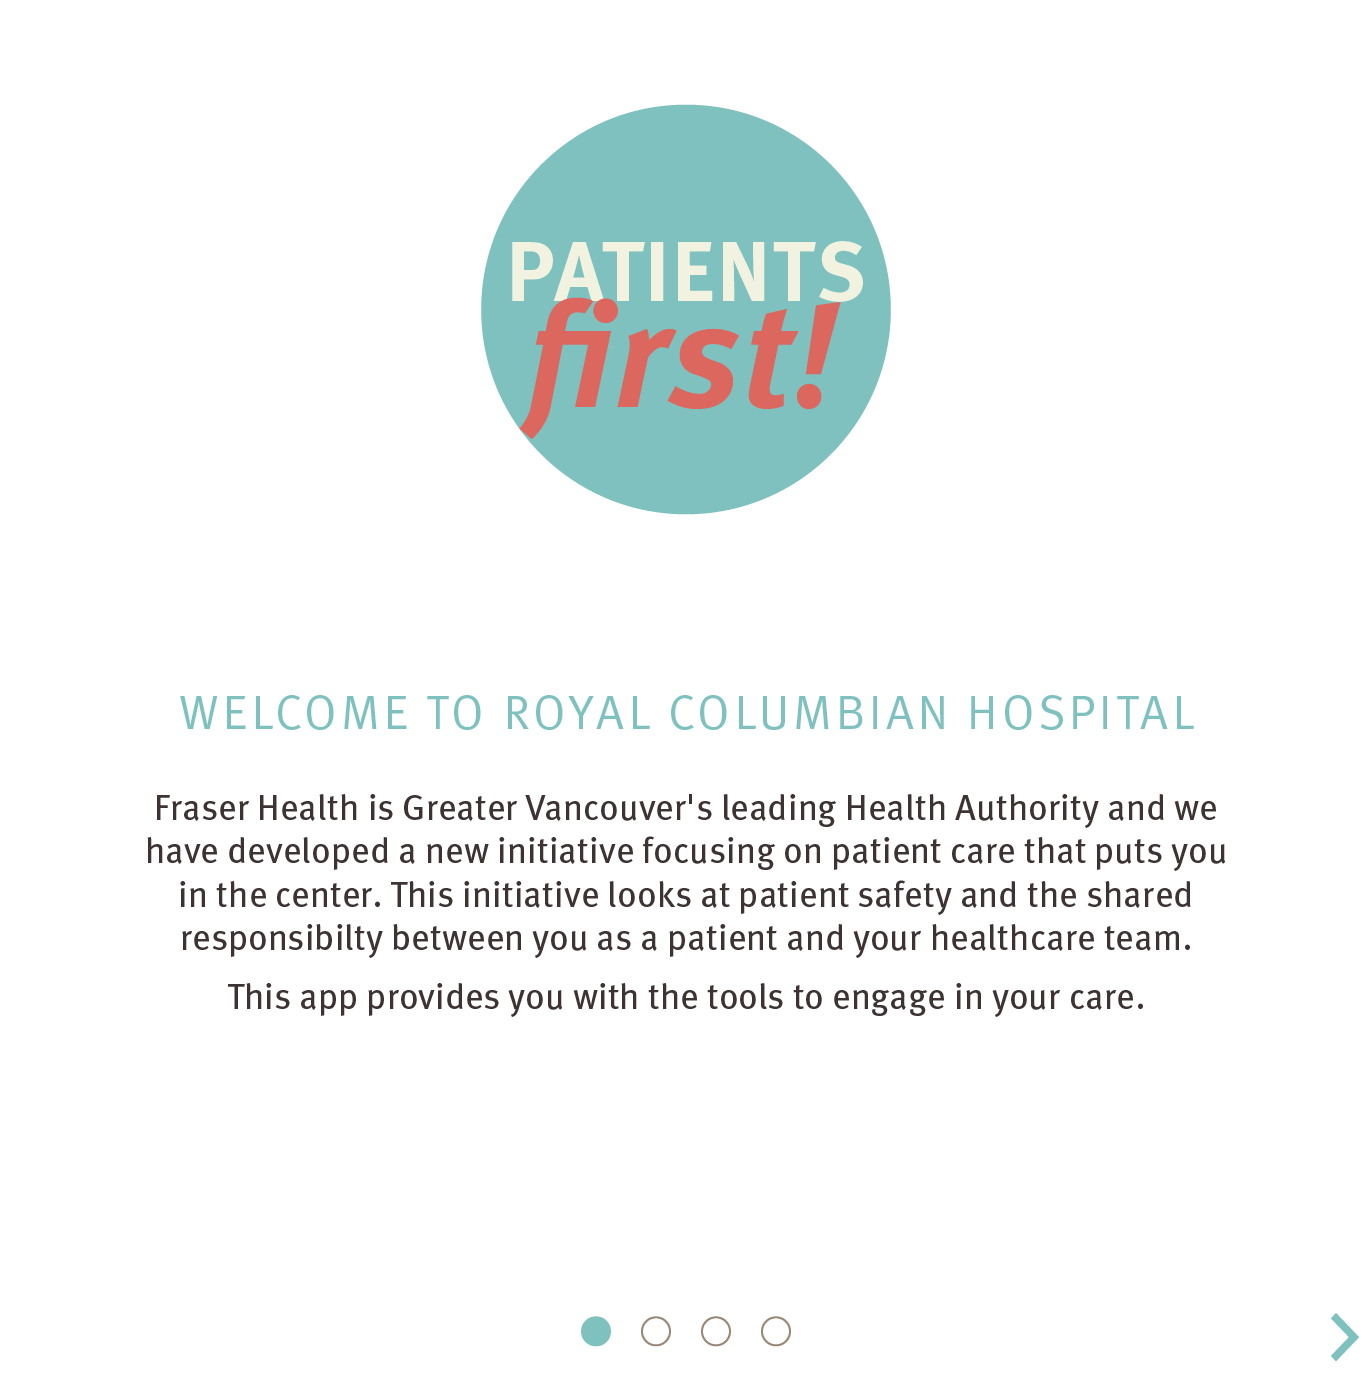 PATIENTS
first!
WELCOME TO ROYAL COLUMBIAN HOSPITAL
Fraser Health is Greater Vancouver's leading Health Authority and we
have developed a new initiative focusing on patient care that puts you
in the center. This initiative looks at patient safety and the shared
responsibilty between you as a patient and your healthcare team.
This app provides you with the tools to engage in your care.